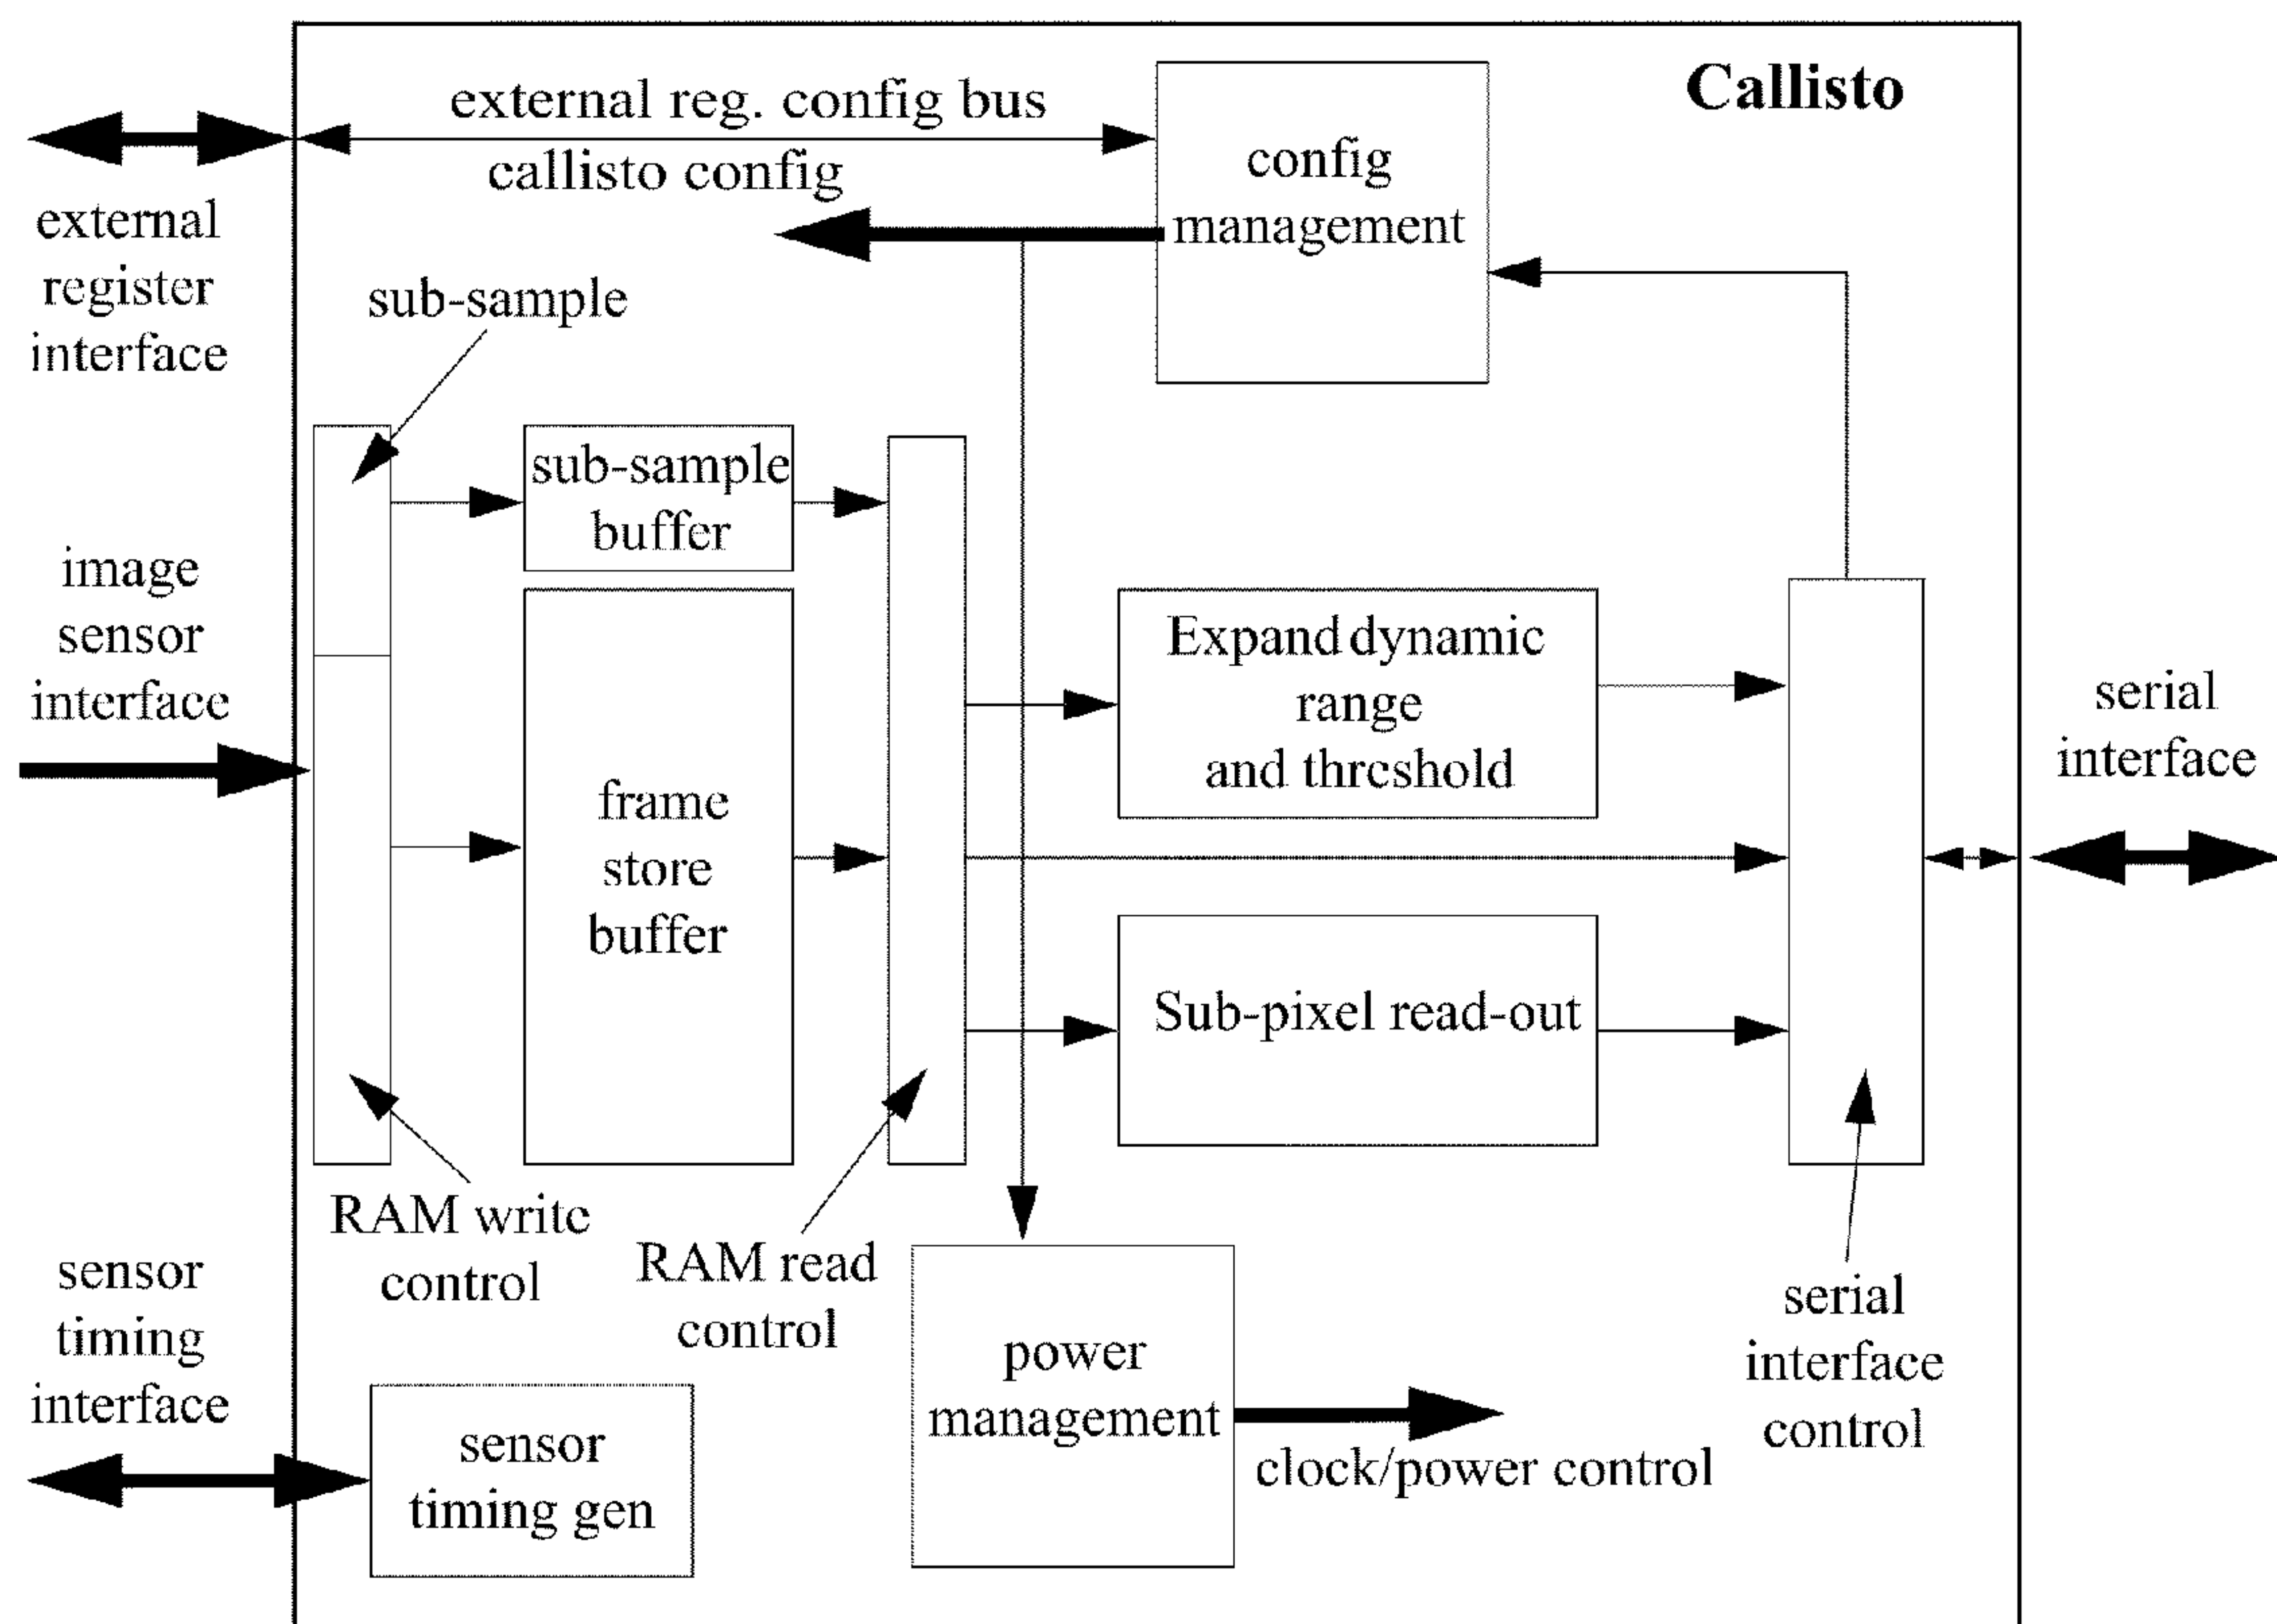 Callisto
external reg. config bus
callisto config
config
management
external
register
interface
sub-sample
sub-sample
buffer
image
sensor
interface
frame
store
buffer
Expand dynamic
range
and threshold
Sub-pixel read-out
serial
interface
RAM write
control
RAM read
control
serial
interface
control
sensor
timing
interface
sensor
timing gen
power
management
clock/power control